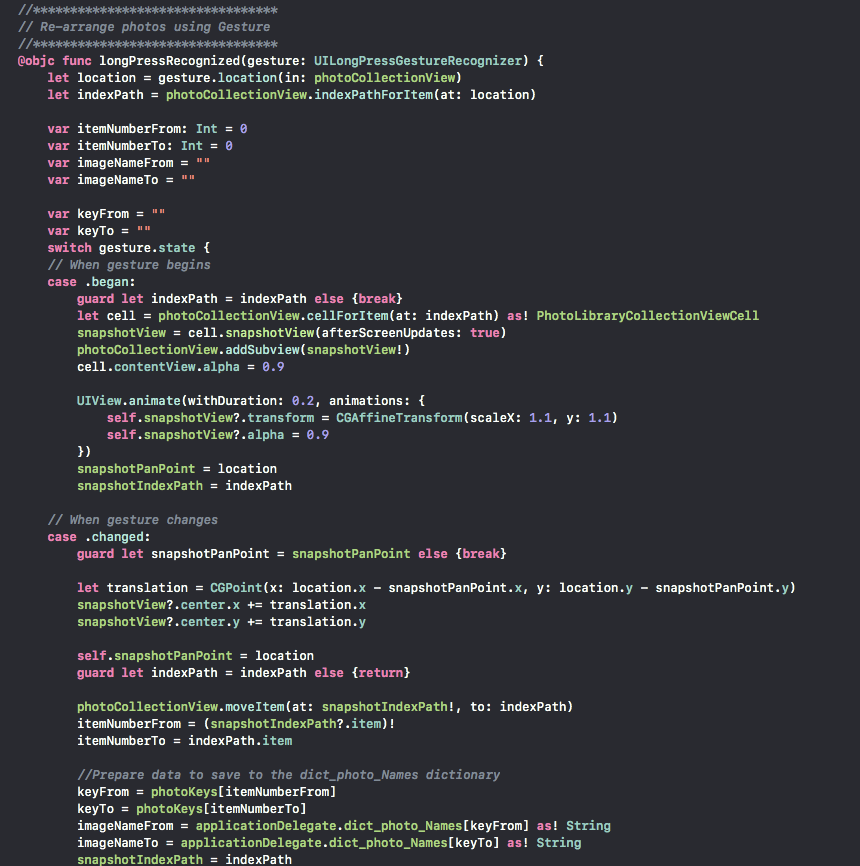 //*********************************
// Re-arrange photos using Gesture
//*********************************
@objc func longPressRecognized(gesture: UILongPressGestureRecognizer) {
    let location = gesture.location(in: photoCollectionView)
    let indexPath = photoCollectionView.indexPathForItem(at: location)

    var itemNumberFrom: Int = 0
    var itemNumberTo: Int = 0
    var imageNameFrom = ""
    var imageNameTo = ""

    var keyFrom = ""
    var keyTo = ""
    switch gesture.state {
    // When gesture begins
    case .began:
        guard let indexPath = indexPath else {break}
        let cell = photoCollectionView.cellForItem(at: indexPath) as! PhotoLibraryCollectionViewCell
        snapshotView = cell.snapshotView(afterScreenUpdates: true)
        photoCollectionView.addSubview(snapshotView!)
        cell.contentView.alpha = 0.9

        UIView.animate(withDuration: 0.2, animations: {
            self.snapshotView?.transform = CGAffineTransform(scaleX: 1.1, y: 1.1)
            self.snapshotView?.alpha = 0.9
        })
        snapshotPanPoint = location
        snapshotIndexPath = indexPath

    // When gesture changes
    case .changed:
        guard let snapshotPanPoint = snapshotPanPoint else {break}

        let translation = CGPoint(x: location.x - snapshotPanPoint.x, y: location.y - snapshotPanPoint.y)
        snapshotView?.center.x += translation.x
        snapshotView?.center.y += translation.y

        self.snapshotPanPoint = location
        guard let indexPath = indexPath else {return}

        photoCollectionView.moveItem(at: snapshotIndexPath!, to: indexPath)
        itemNumberFrom = (snapshotIndexPath?.item)!
        itemNumberTo = indexPath.item

        //Prepare data to save to the dict_photo_Names dictionary
        keyFrom = photoKeys[itemNumberFrom]
        keyTo = photoKeys[itemNumberTo]
        imageNameFrom = applicationDelegate.dict_photo_Names[keyFrom] as! String
        imageNameTo = applicationDelegate.dict_photo_Names[keyTo] as! String
        snapshotIndexPath = indexPath